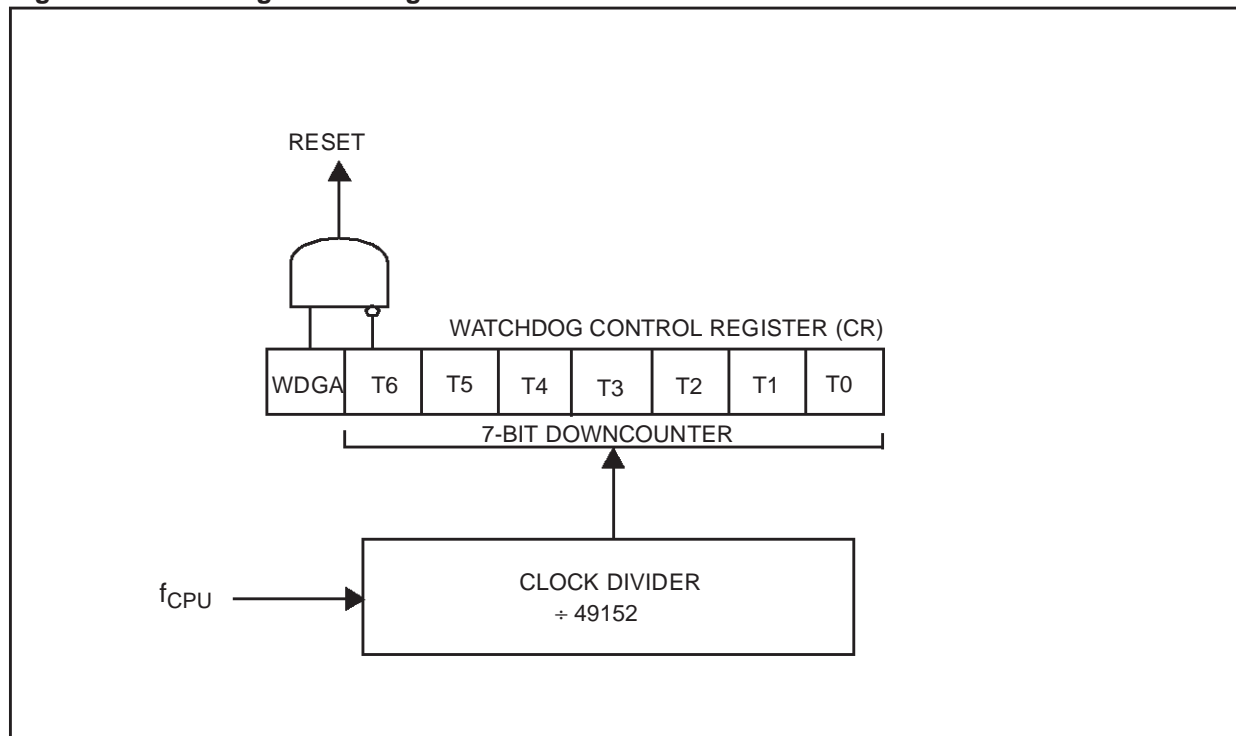 RESET
WATCHDOG CONTROL REGISTER (CR)
WDGA T6 T5 T4 T3 T2 T1 T0
7-BIT DOWNCOUNTER
fCPU
CLOCK DIVIDER
÷ 49152